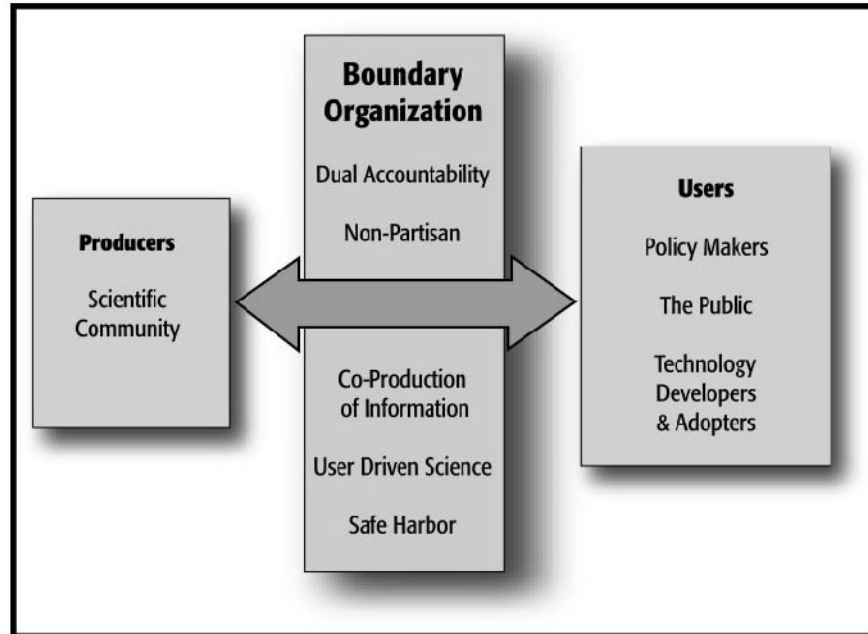 Boundary
Organization
Dual Accountability
Non-Partisan
Producers
Scientific
Community
Co-Production
of Information
User Driven Science
Safe Harbor
Users
Policy Makers
The Public
Technology
Developers
& Adopters